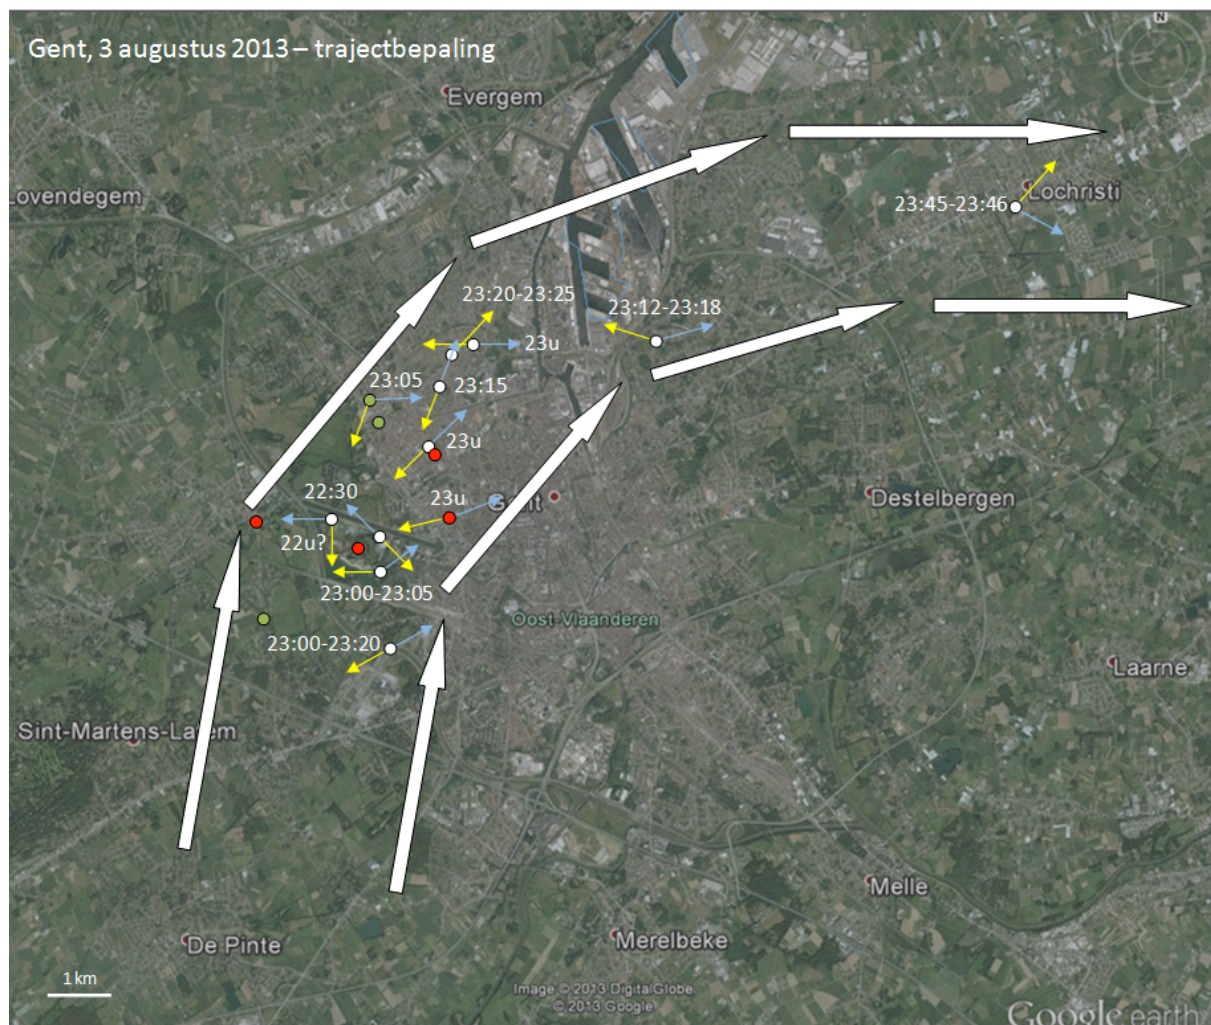 Gent, 3 augustus 2013 – trajectbepaling
N
Evergem
Lovendegem
Lochristi
23:45-23:46
23:20-23:25
23:12-23:18
23u
23:05
23:15
23u
22:30
23u
Gent
Destelbergen
22u?
23:00-23:05
Oost-Vlaanderen
23:00-23:20
Laarne
Sint-Martens-Latem
Melle
De Pinte
Merelbeke
1 km
Image © 2013 DigitalGlobe
© 2013 Google
Google earth